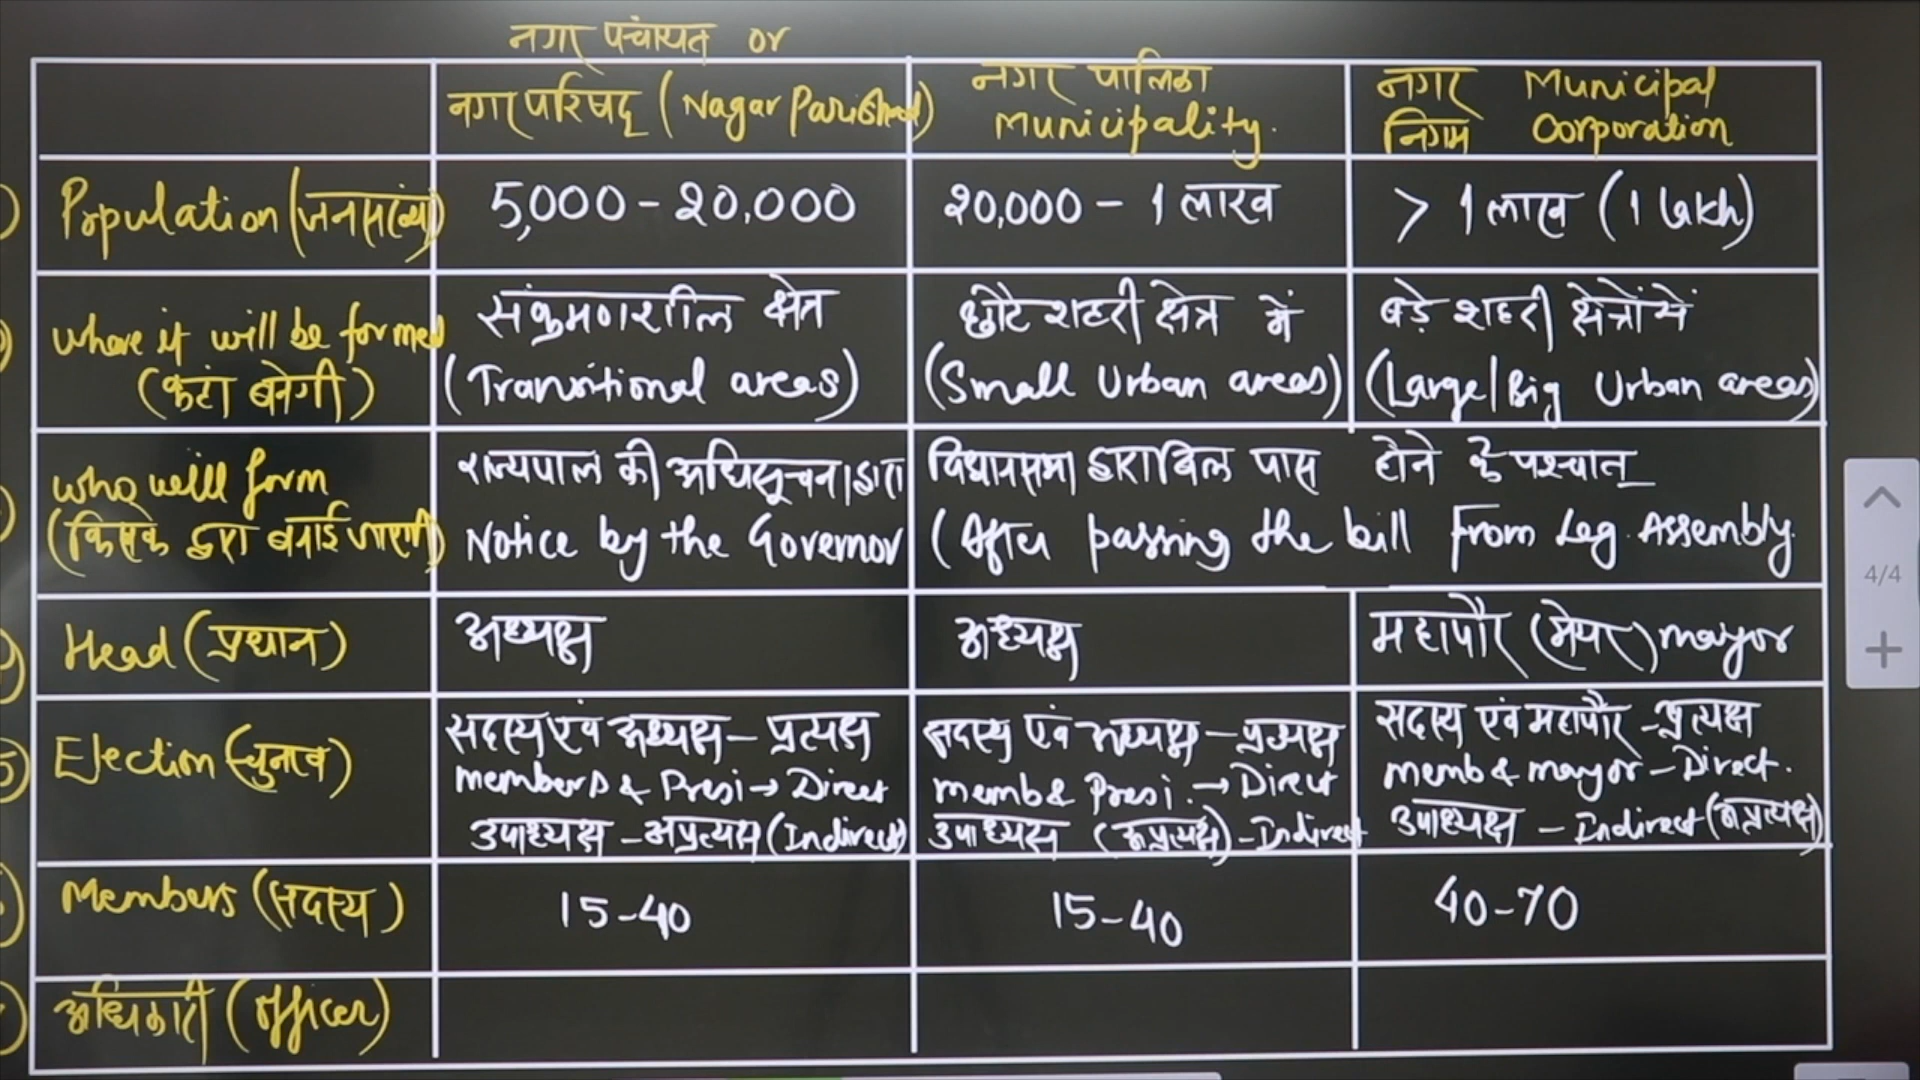 नगर पंचायत or
नगर परिषद् (Nagar Parishad)
नगर पालिका
Municipality.
नगर निगम
Municipal Corporation
Population (जनसंख्या)
5,000 - 20,000
20,000 - 1 लाख
> 1 लाख (1 Lakh)
where it will be formed
(कहां बनेगी)
संक्रमणशील क्षेत्र
(Transitional areas)
छोटे शहरी क्षेत्र में
(Small Urban areas)
बड़े शहरी क्षेत्रों में
(Large/Big Urban areas)
who will form
(किसके द्वारा बनाई जाएगी)
राज्यपाल की अधिसूचना द्वारा
Notice by the Governor
विधानसभा द्वारा बिल पास होने के पश्चात
(After passing the bill From Leg. Assembly
Head (प्रधान)
अध्यक्ष
अध्यक्ष
महापौर (मेयर) mayor
Election (चुनाव)
सदस्य एवं अध्यक्ष - प्रत्यक्ष
members & Presi → Direct
उपाध्यक्ष - अप्रत्यक्ष (Indirect)
सदस्य एवं अध्यक्ष - प्रत्यक्ष
memb & Presi. → Direct
उपाध्यक्ष (अप्रत्यक्ष) - Indirect
सदस्य एवं महापौर - प्रत्यक्ष
memb & mayor - Direct.
उपाध्यक्ष - Indirect (अप्रत्यक्ष)
Members (सदस्य)
15-40
15-40
40-70
अधिकारी (Officer)
4/4